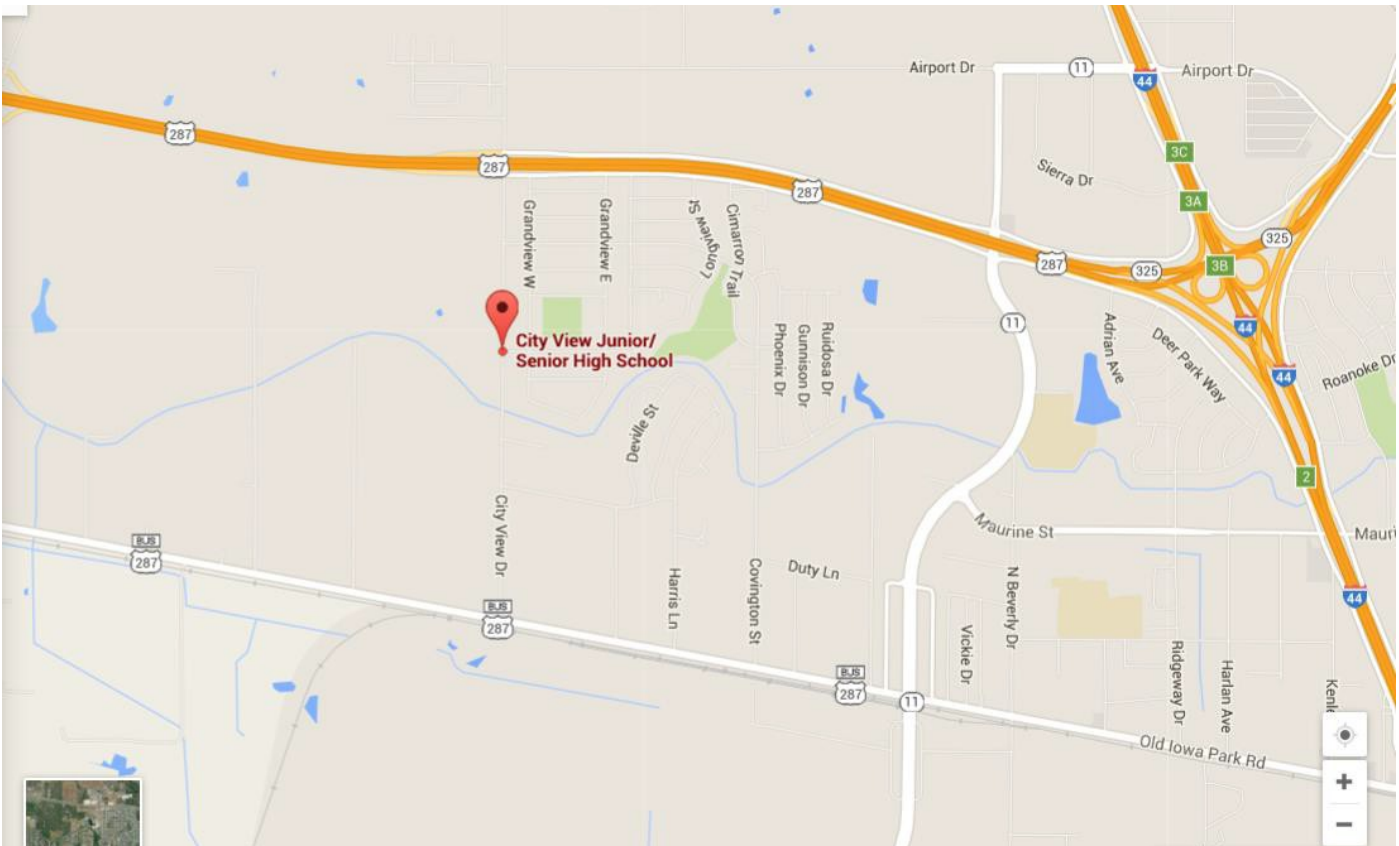 Airport Dr
11
44
Airport Dr
287
3C
287
Sierra Dr
287
3A
Grandview W
Grandview E
Longview St
Cimarron Trail
325
287
325
3B
City View Junior/
Senior High School
Phoenix Dr
Gunnison Dr
Ruidosa Dr
11
Adrian Ave
Deer Park Way
44
44
Roanoke Dr
Deville St
2
City View Dr
Maurine St
Mauri
BUS
287
Harris Ln
Covington St
Duty Ln
N Beverly Dr
44
BUS
287
Vickie Dr
Ridgeway Dr
Harlan Ave
Kenle
BUS
287
11
Old Iowa Park Rd
+
−